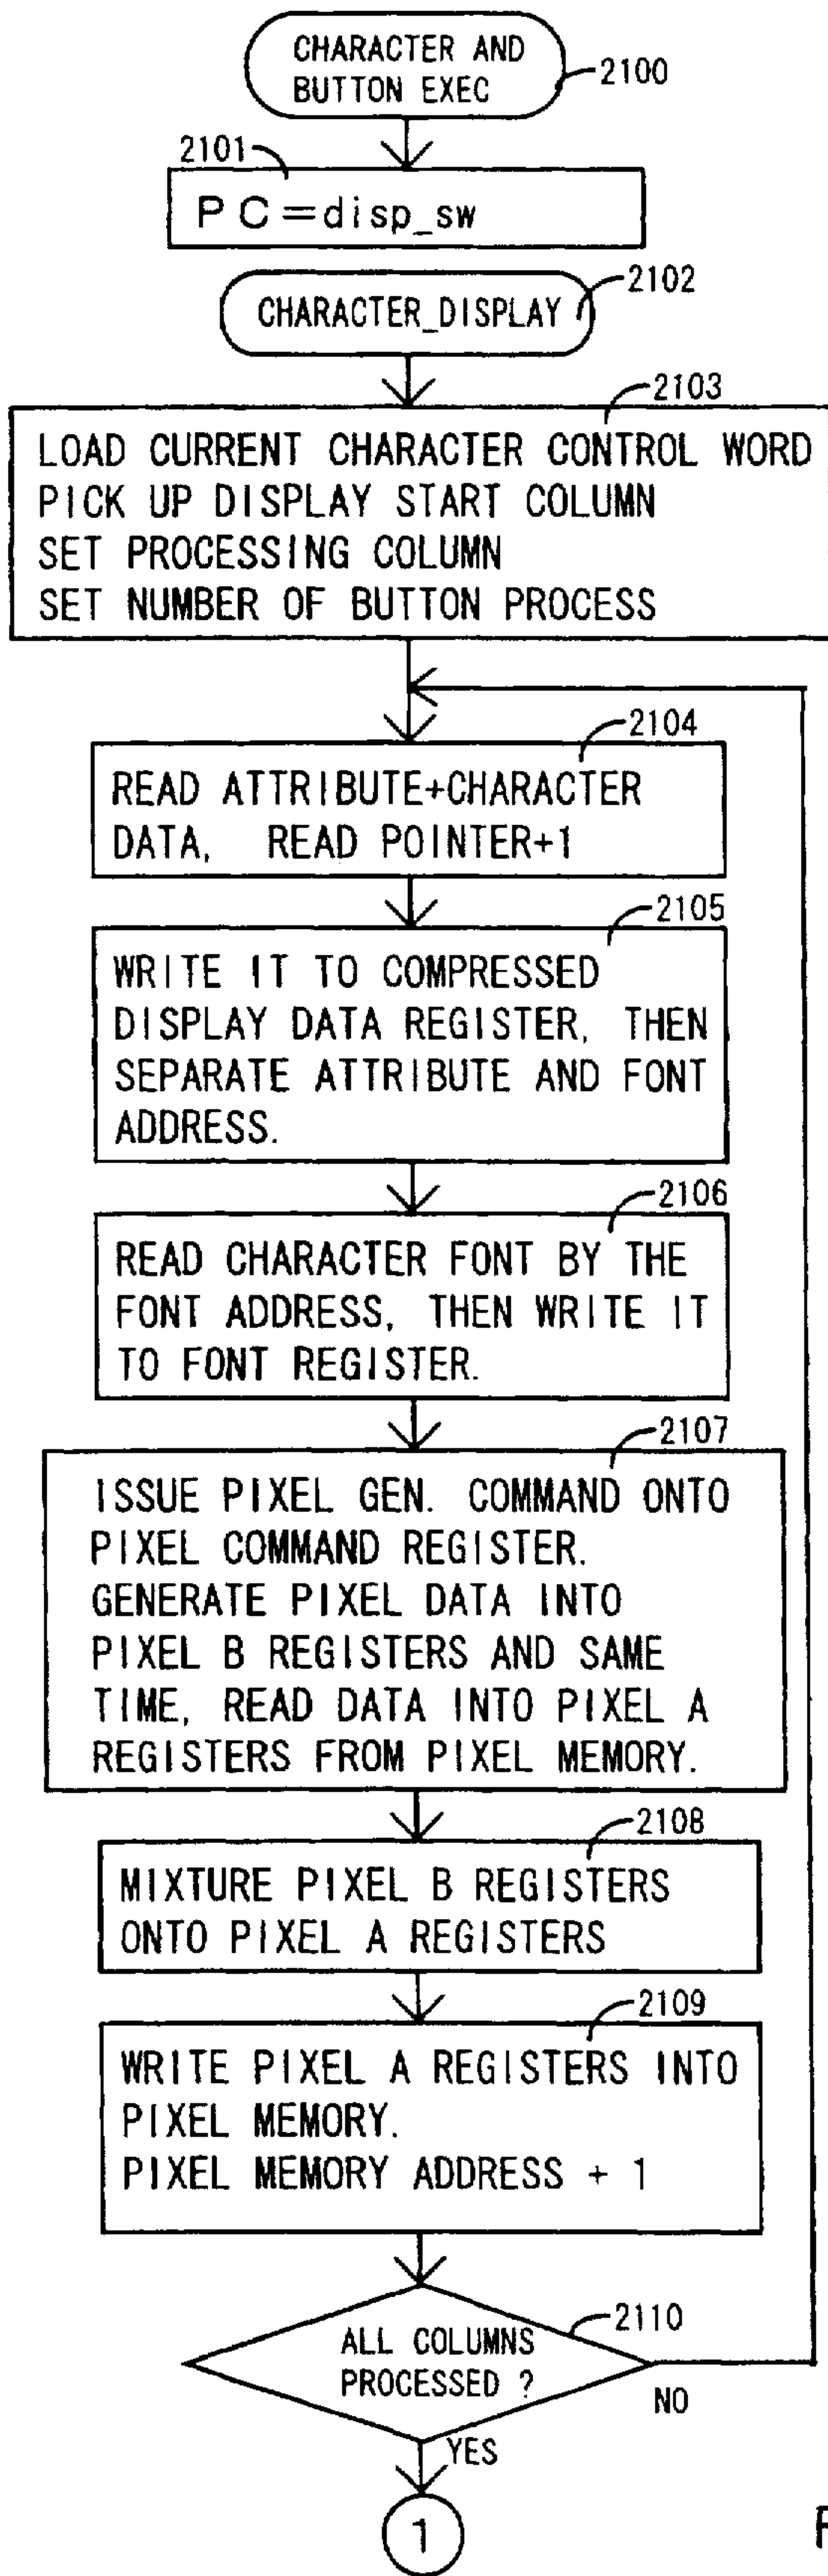 CHARACTER AND
BUTTON EXEC
2100
2101
PC=disp_sw
2102
CHARACTER_DISPLAY
2103
LOAD CURRENT CHARACTER CONTROL WORD
PICK UP DISPLAY START COLUMN
SET PROCESSING COLUMN
SET NUMBER OF BUTTON PROCESS
2104
READ ATTRIBUTE+CHARACTER
DATA, READ POINTER+1
2105
WRITE IT TO COMPRESSED
DISPLAY DATA REGISTER, THEN
SEPARATE ATTRIBUTE AND FONT
ADDRESS.
2106
READ CHARACTER FONT BY THE
FONT ADDRESS, THEN WRITE IT
TO FONT REGISTER.
2107
ISSUE PIXEL GEN. COMMAND ONTO
PIXEL COMMAND REGISTER.
GENERATE PIXEL DATA INTO
PIXEL B REGISTERS AND SAME
TIME, READ DATA INTO PIXEL A
REGISTERS FROM PIXEL MEMORY.
2108
MIXTURE PIXEL B REGISTERS
ONTO PIXEL A REGISTERS
2109
WRITE PIXEL A REGISTERS INTO
PIXEL MEMORY.
PIXEL MEMORY ADDRESS + 1
2110
ALL COLUMNS
PROCESSED ?
NO
YES
1